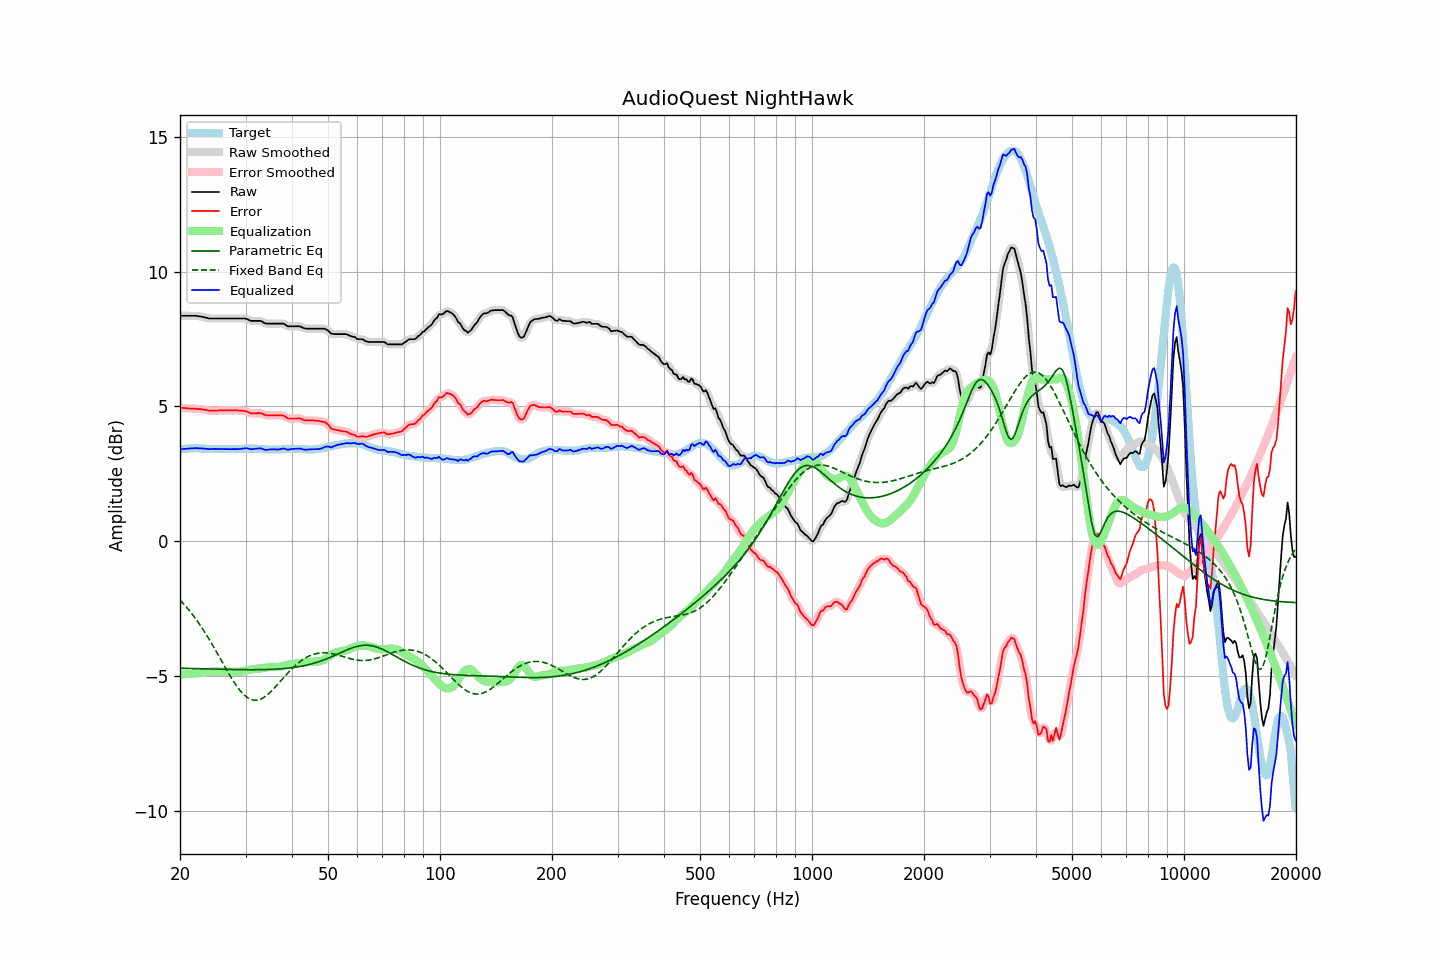 AudioQuest NightHawk
Target
Raw Smoothed
Error Smoothed
Raw
Error
Equalization
Parametric Eq
Fixed Band Eq
Equalized
15
10
5
0
−5
−10
Amplitude (dBr)
20
50
100
200
500
1000
2000
5000
10000
20000
Frequency (Hz)